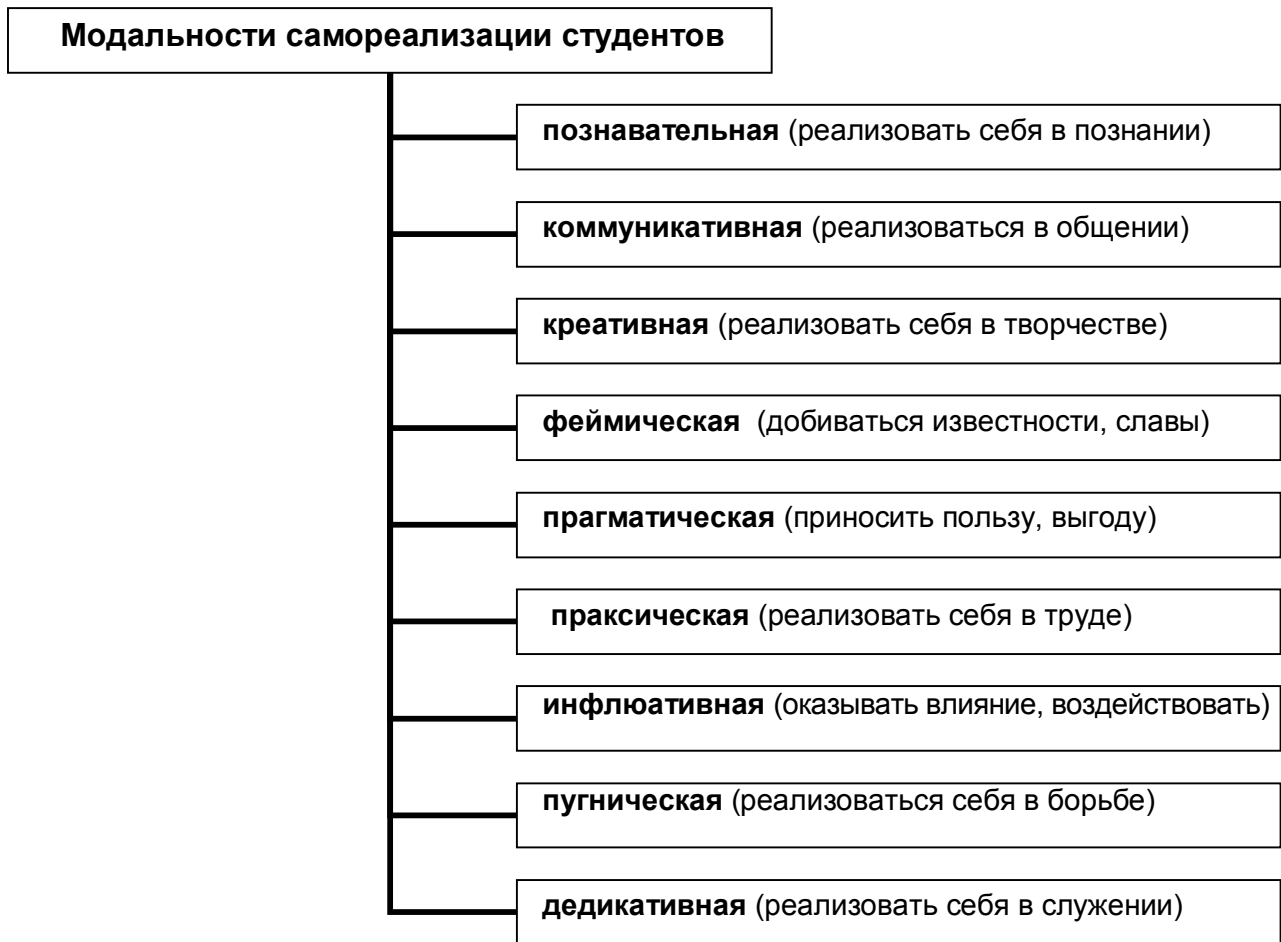 Модальности самореализации студентов
познавательная (реализовать себя в познании)
коммуникативная (реализоваться в общении)
креативная (реализовать себя в творчестве)
феймическая (добиваться известности, славы)
прагматическая (приносить пользу, выгоду)
праксическая (реализовать себя в труде)
инфлюативная (оказывать влияние, воздействовать)
пугническая (реализоваться себя в борьбе)
дедикативная (реализовать себя в служении)